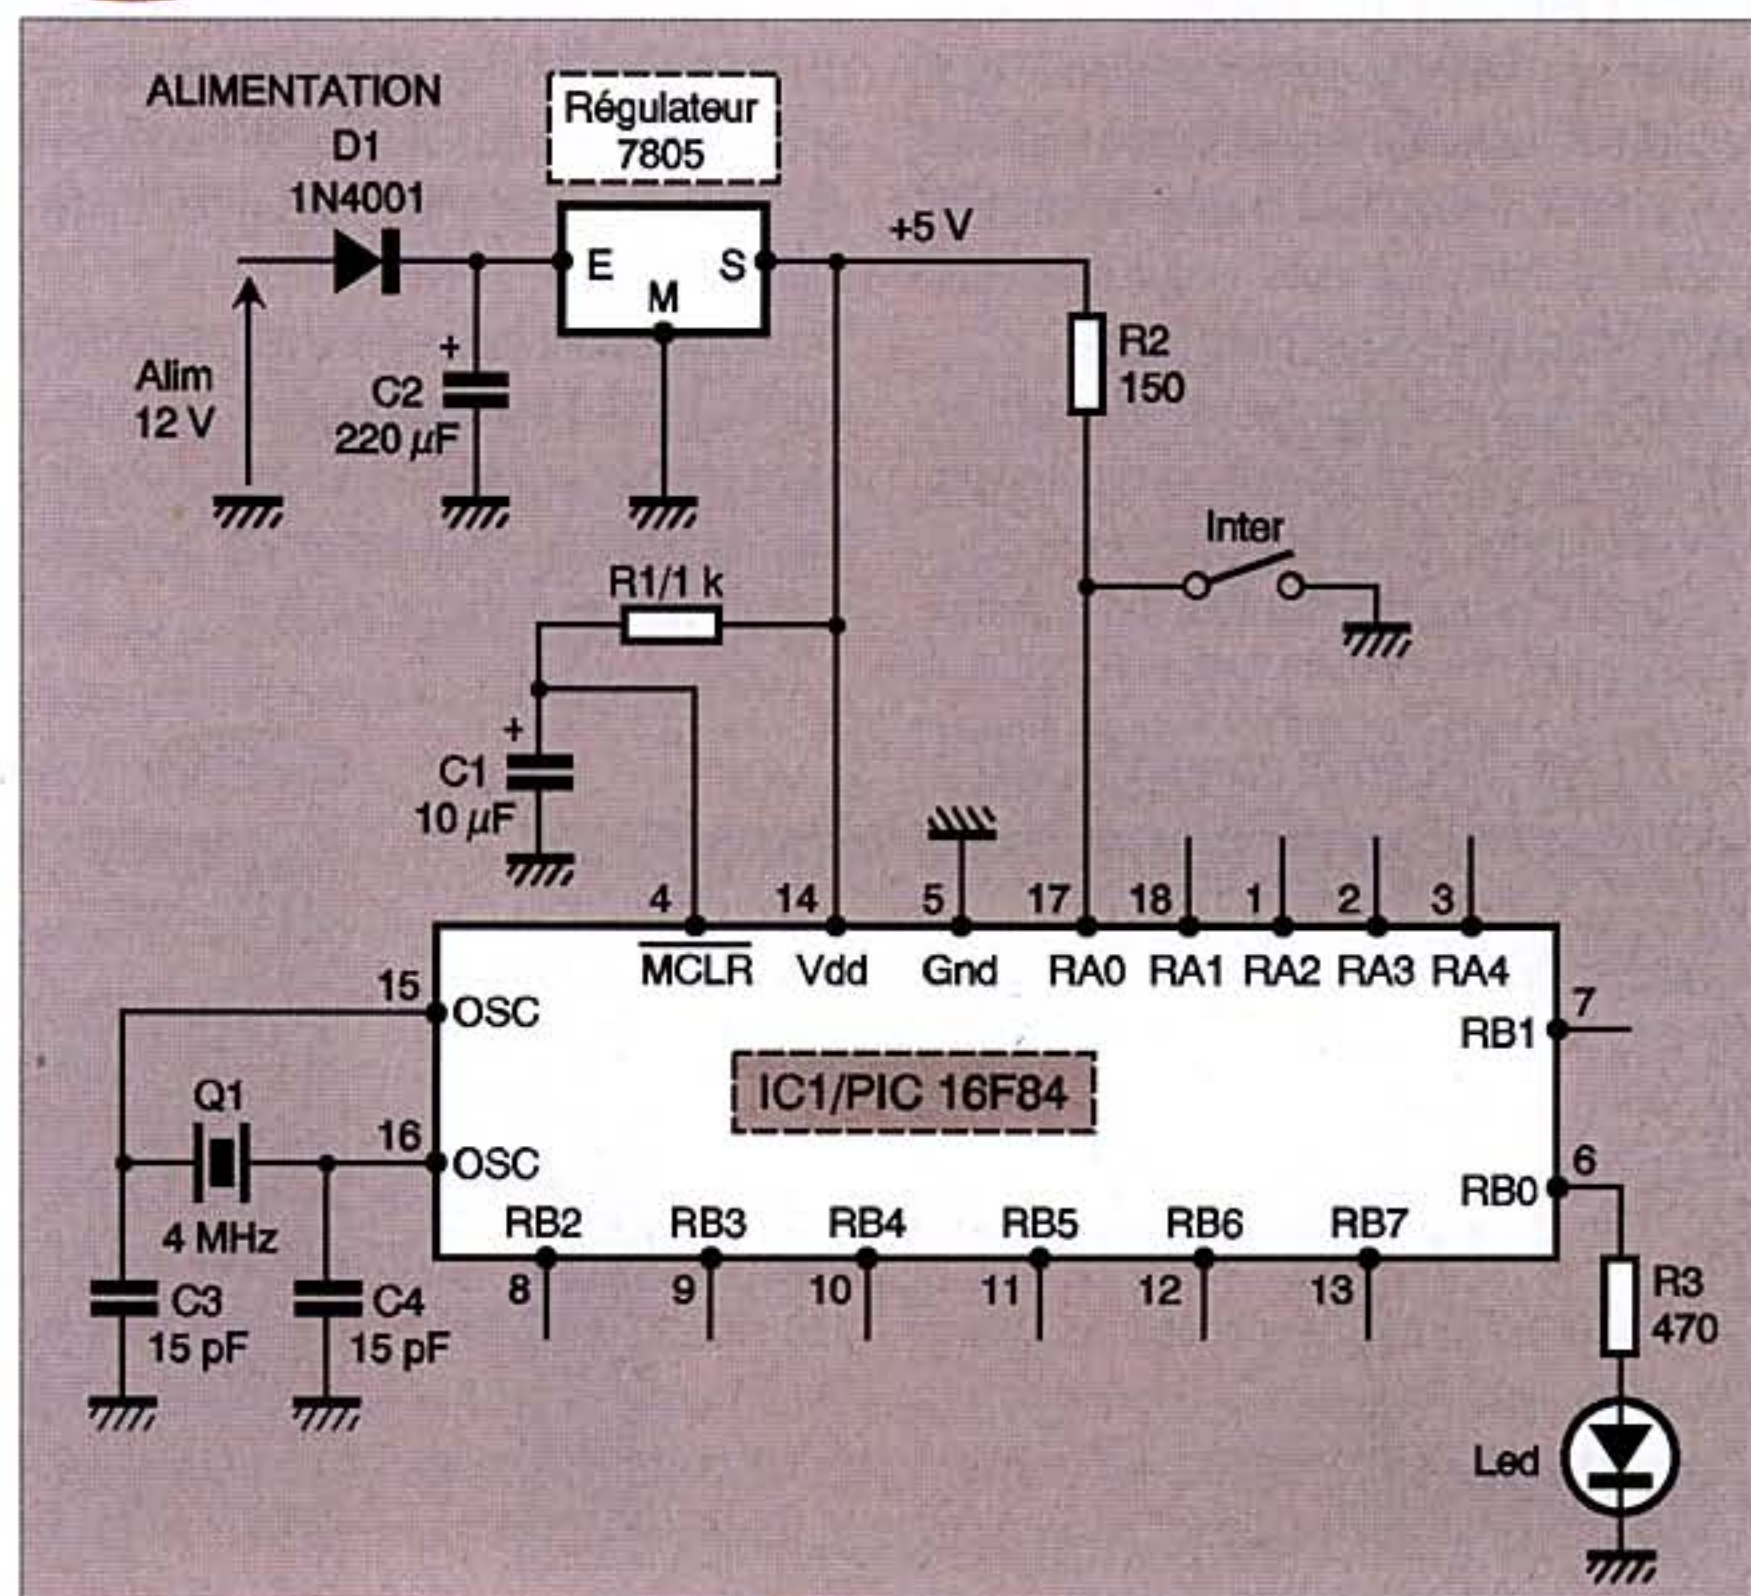 ALIMENTATION
D1
1N4001
Régulateur
7805
E
S
M
+5 V
Alim
12 V
+
C2
220 µF
R2
150
Inter
R1/1 k
+
C1
10 µF
4
14
5
17
18
1
2
3
MCLR
Vdd
Gnd
RA0
RA1
RA2
RA3
RA4
15
OSC
RB1
7
IC1/PIC 16F84
Q1
4 MHz
16
OSC
RB0
6
RB2
RB3
RB4
RB5
RB6
RB7
8
9
10
11
12
13
C3
15 pF
C4
15 pF
R3
470
Led